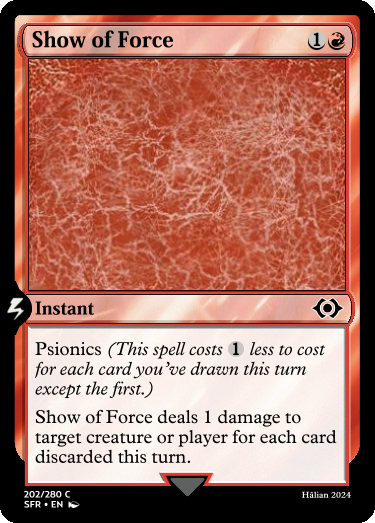 Show of Force 1
Instant
Psionics (This spell costs 1 less to cost
for each card you've drawn this turn
except the first.)
Show of Force deals 1 damage to
target creature or player for each card
discarded this turn.
202/280 C
SFR • EN
Hālian 2024